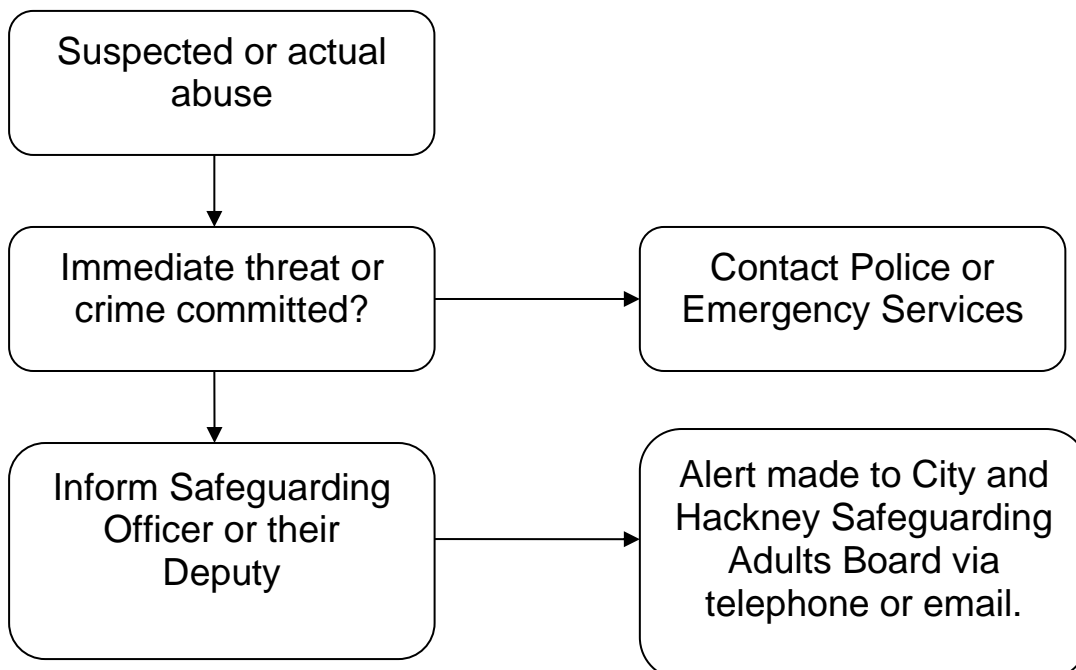 Suspected or actual
abuse
Immediate threat or
crime committed?
Contact Police or
Emergency Services
Inform Safeguarding
Officer or their
Deputy
Alert made to City and
Hackney Safeguarding
Adults Board via
telephone or email.